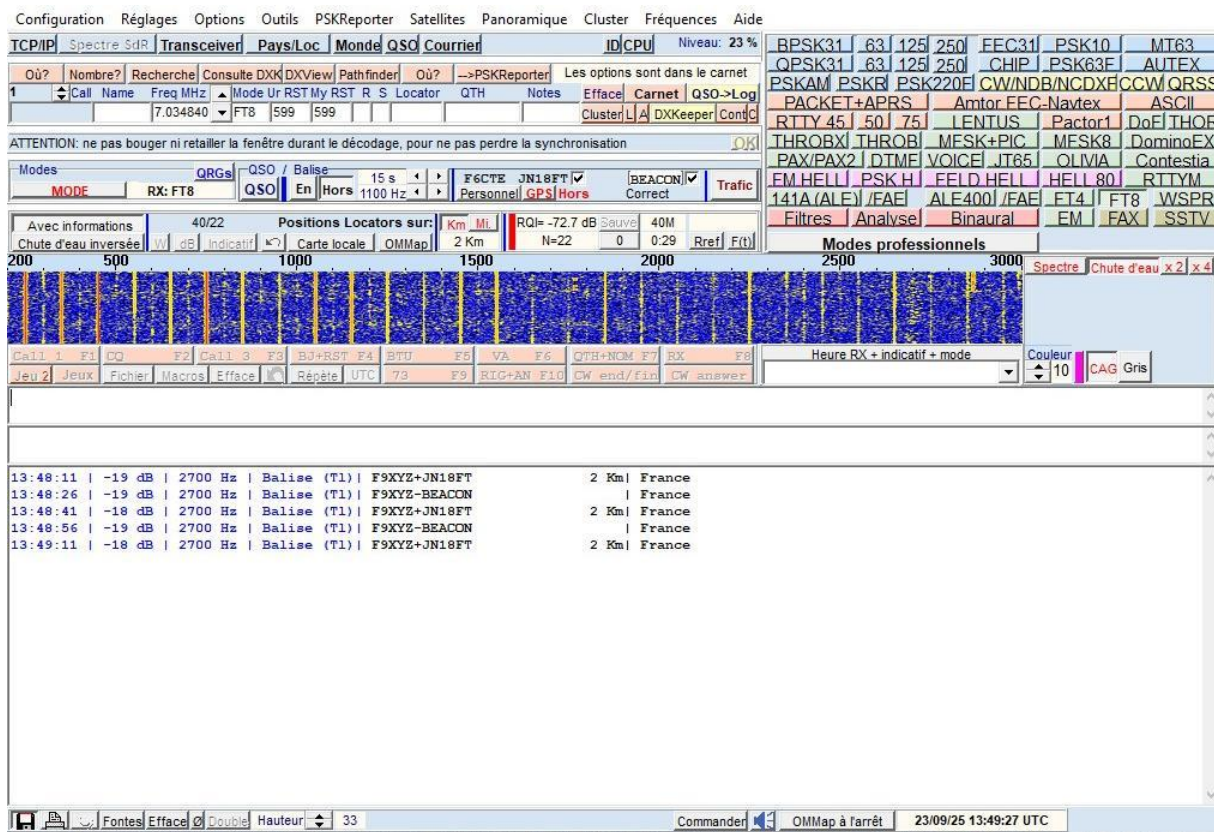 Configuration Réglages Options Outils PSKReporter Satellites Panoramique Cluster Fréquences Aide
TCP/IP Spectre SdR Transceiver Pays/Loc Monde QSO Courrier ID CPU Niveau: 23 %
Où? Nombre? Recherche Consulte DXK DXView Pathfinder Où? -->PSKReporter Les options sont dans le carnet
1 Call Name Freq MHz Mode Ur RST My RST R S Locator QTH Notes Efface Carnet QSO->Log
7.034840 FT8 599 599 Cluster L A DXKeeper Cont C
ATTENTION: ne pas bouger ni retailler la fenêtre durant le décodage, pour ne pas perdre la synchronisation OK
Modes QRGs QSO / Balise
MODE RX: FT8 QSO En Hors 15 s 1100 Hz F6CTE JN18FT BEACON Trafic
Personnel GPS Hors Correct
Avec informations 40/22 Positions Locators sur: Km Mi. RQI= -72.7 dB Sauve 40M
Chute d'eau inversée W dB Indicatif Carte locale OMMap 2 Km N=22 0 0:29 Rref F(t)
BPSK31 63 125 250 FEC31 PSK10 MT63
QPSK31 63 125 250 CHIP PSK63F AUTEX
PSKAM PSKR PSK220F CW/NDB/NCDXF CCW QRSS
PACKET+APRS Amtor FEC-Navtex ASCII
RTTY 45 50 75 LENTUS Pactor1 DoF THOR
THROBX THROB MFSK+PIC MFSK8 DominoEX
PAX/PAX2 DTMF VOICE JT65 OLIVIA Contestia
FM HELL PSK H FELD HELL HELL 80 RTTYM
141A (ALE) /FAE ALE400 /FAE FT4 FT8 WSPR
Filtres Analyse Binaural FM FAX SSTV
Modes professionnels
200 500 1000 1500 2000 2500 3000
Spectre Chute d'eau x 2 x 4
Call 1 F1 CQ F2 Call 3 F3 BJ+RST F4 BTU F5 VA F6 QTH+NOM F7 RX F8 Heure RX + indicatif + mode Couleur
Jeu 2 Jeux Fichier Macros Efface Répète UTC 73 F9 RIG+AN F10 CW end/fin CW answer 10 CAG Gris
13:48:11 | -19 dB | 2700 Hz | Balise (Tl)| F9XYZ+JN18FT 2 Km| France
13:48:26 | -19 dB | 2700 Hz | Balise (Tl)| F9XYZ-BEACON | France
13:48:41 | -18 dB | 2700 Hz | Balise (Tl)| F9XYZ+JN18FT 2 Km| France
13:48:56 | -19 dB | 2700 Hz | Balise (Tl)| F9XYZ-BEACON | France
13:49:11 | -18 dB | 2700 Hz | Balise (Tl)| F9XYZ+JN18FT 2 Km| France
Fontes Efface Ø Double Hauteur 33 Commander OMMap à l'arrêt 23/09/25 13:49:27 UTC